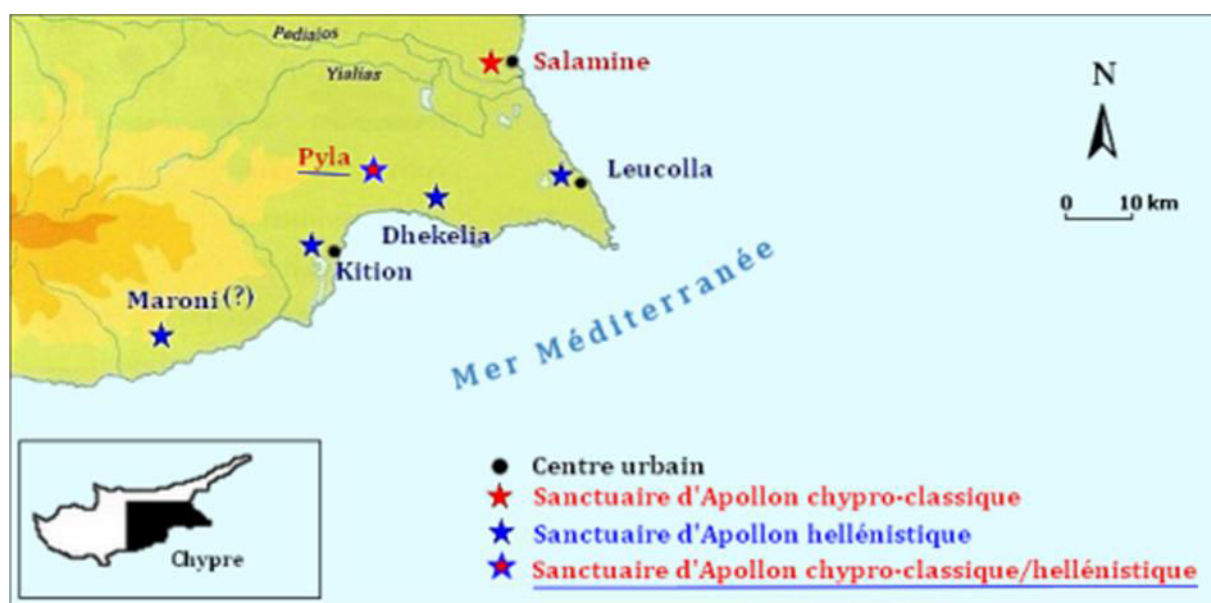 Pediaios
Salamine
Yialias
N
Pyla
Leucolla
0 10 km
Dhekelia
Kition
Maroni (?)
Mer Méditerranée
Centre urbain
Sanctuaire d'Apollon chypro-classique
Sanctuaire d'Apollon hellénistique
Chypre
Sanctuaire d'Apollon chypro-classique/hellénistique